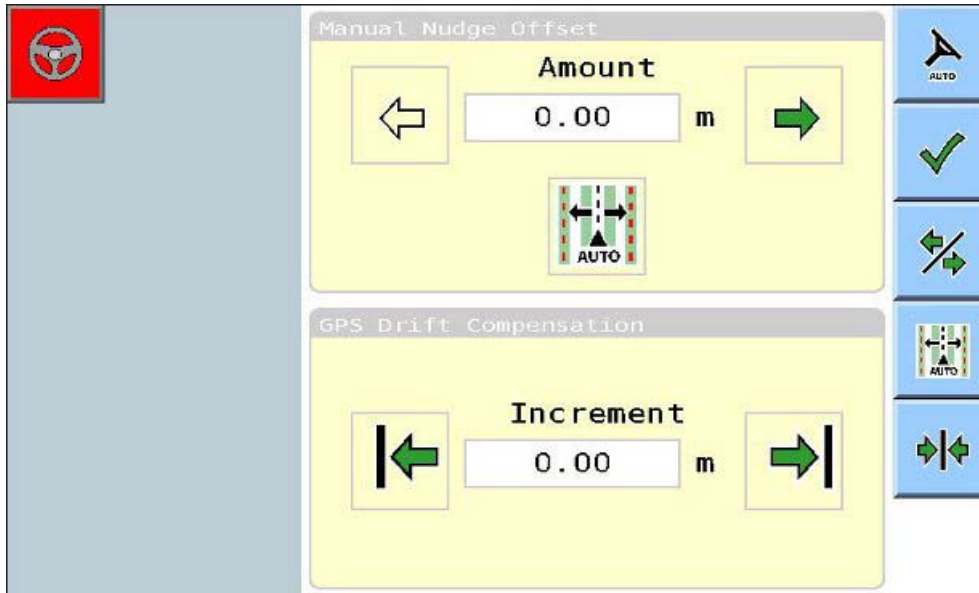 Manual Nudge Offset
Amount
0.00 m
AUTO
GPS Drift Compensation
Increment
0.00 m
AUTO
AUTO